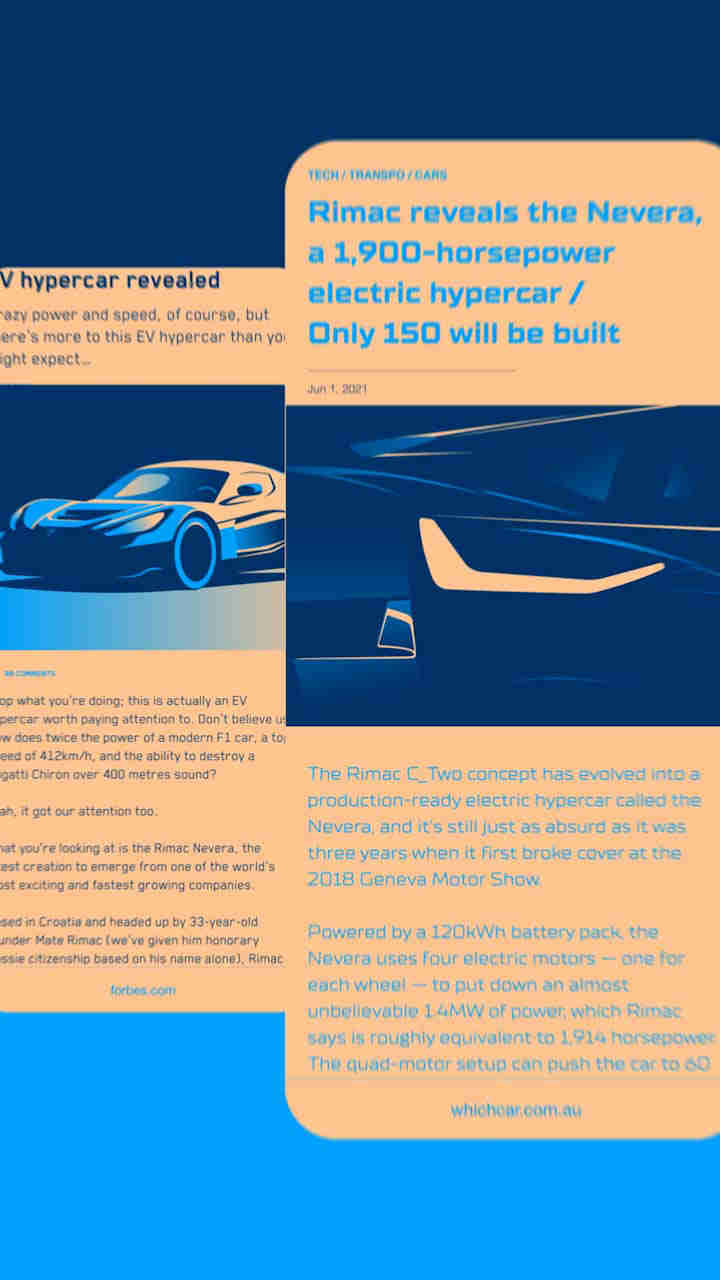 V hypercar revealed
razy power and speed, of course, but
ere's more to this EV hypercar than yo
ight expect...
op what you're doing; this is actually an EV
percar worth paying attention to. Don't believe us
ow does twice the power of a modern F1 car, a top
eed of 412km/h, and the ability to destroy a
gatti Chiron over 400 metres sound?
ah, it got our attention too.
hat you're looking at is the Rimac Nevera, the
test creation to emerge from one of the world's
ost exciting and fastest growing companies.
sed in Croatia and headed up by 33-year-old
under Mate Rimac (we've given him honorary
ssie citizenship based on his name alone), Rimac
forbes.com
TECH / TRANSPO / CARS
Rimac reveals the Nevera,
a 1,900-horsepower
electric hypercar /
Only 150 will be built
Jun 1, 2021
The Rimac C_Two concept has evolved into a
production-ready electric hypercar called the
Nevera, and it's still just as absurd as it was
three years when it first broke cover at the
2018 Geneva Motor Show.
Powered by a 120kWh battery pack, the
Nevera uses four electric motors — one for
each wheel — to put down an almost
unbelievable 1.4MW of power, which Rimac
says is roughly equivalent to 1,914 horsepower.
The quad-motor setup can push the car to 60
whichcar.com.au